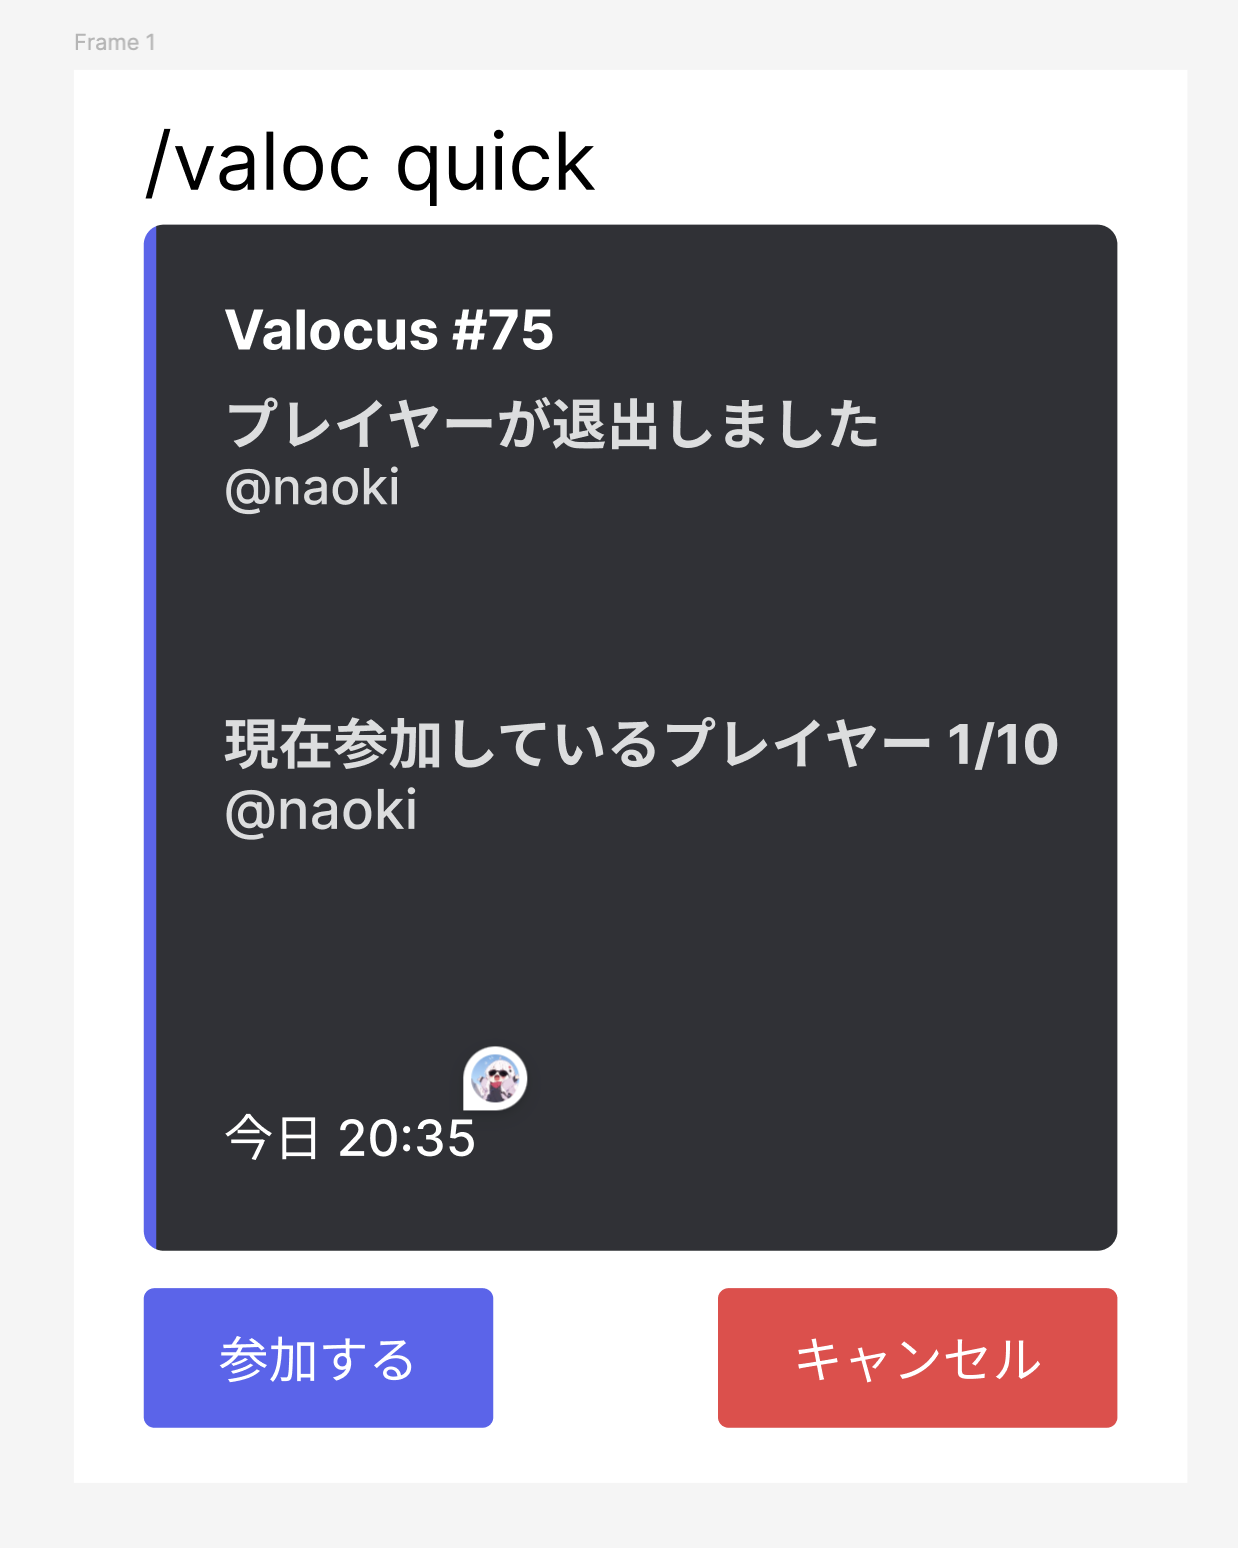 Frame 1
/valoc quick
Valocus #75
プレイヤーが退出しました
@naoki
現在参加しているプレイヤー 1/10
@naoki
今日 20:35
参加する
キャンセル